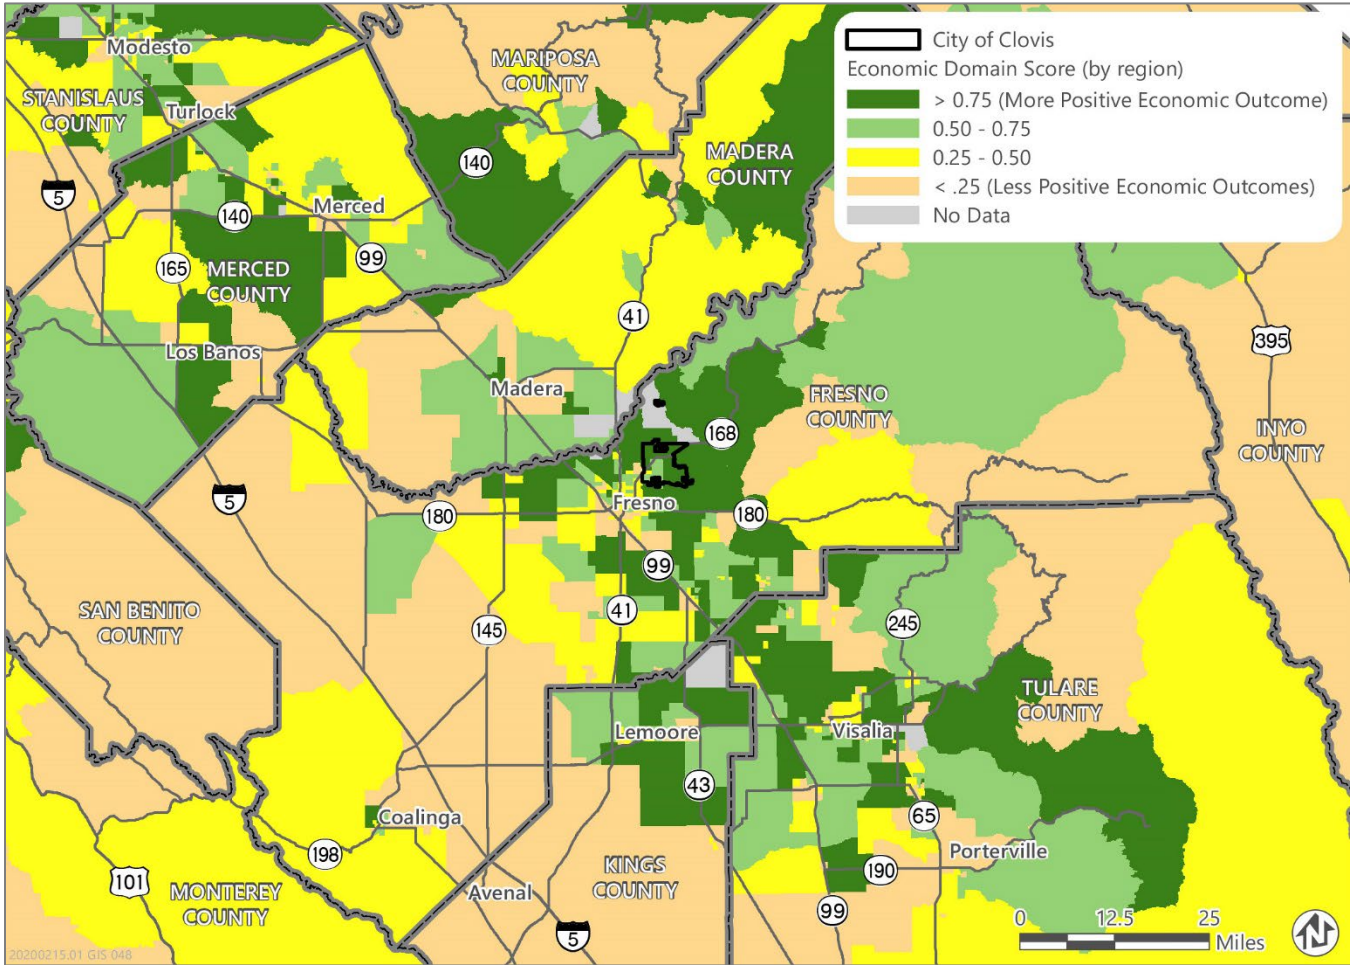 City of Clovis
Economic Domain Score (by region)
> 0.75 (More Positive Economic Outcome)
0.50 - 0.75
0.25 - 0.50
< .25 (Less Positive Economic Outcomes)
No Data
Modesto
MARIPOSA
COUNTY
STANISLAUS
COUNTY
Turlock
140
MADERA
COUNTY
5
Merced
140
99
165
MERCED
COUNTY
41
395
Los Banos
Madera
FRESNO
COUNTY
168
INYO
COUNTY
5
Fresno
180
180
99
SAN BENITO
COUNTY
41
145
245
TULARE
COUNTY
Lemoore
Visalia
43
65
Coalinga
198
Porterville
KINGS
COUNTY
190
101
MONTEREY
COUNTY
Avenal
99
5
0 12.5 25
Miles
N
20200215.01 GIS 048